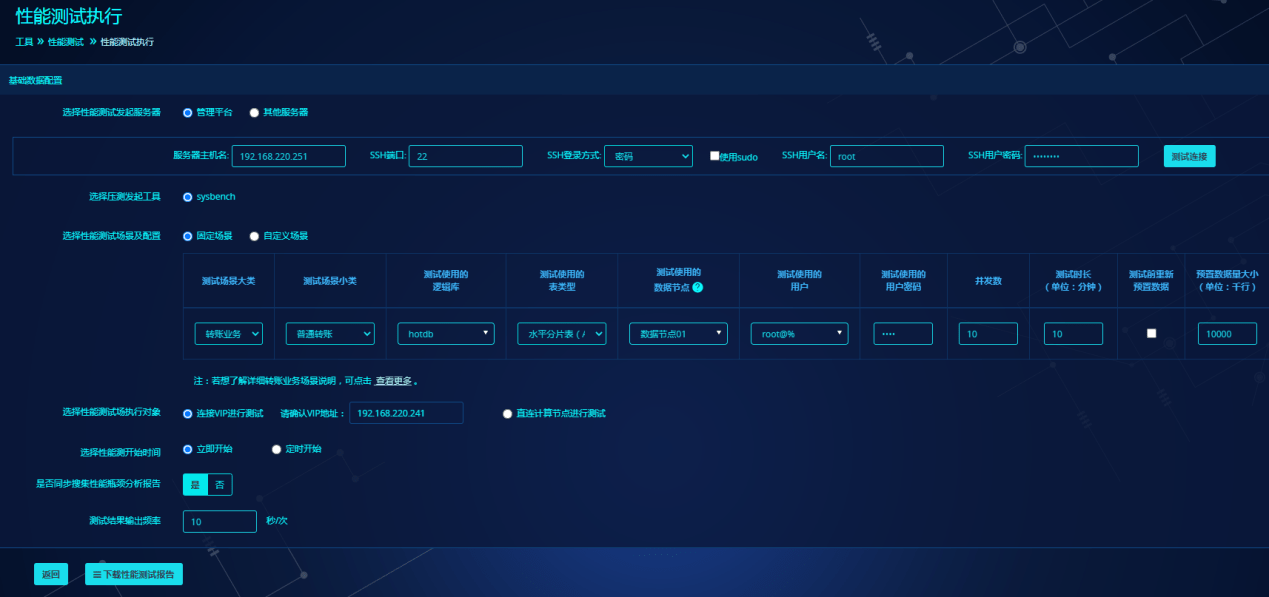 性能测试执行
工具 » 性能测试 » 性能测试执行
基础数据配置
选择性能测试发起服务器 管理平台 其他服务器
服务器主机名: 192.168.220.251 SSH端口: 22 SSH登录方式: 密码 使用sudo SSH用户名: root SSH用户密码: ········ 测试连接
选择压测发起工具 sysbench
选择性能测试场景及配置 固定场景 自定义场景
测试场景大类 测试场景小类 测试使用的逻辑库 测试使用的表类型 测试使用的数据节点 ? 测试使用的用户 测试使用的用户密码 并发数 测试时长（单位：分钟） 测试前重新预置数据 预置数据量大小（单位：千行）
转账业务 普通转账 hotdb 水平分片表 ( / 数据节点01 root@% ···· 10 10 10000
注：若想了解详细转账业务场景说明，可点击 查看更多 。
选择性能测试场执行对象 连接VIP进行测试 请确认VIP地址： 192.168.220.241 直连计算节点进行测试
选择性能测开始时间 立即开始 定时开始
是否同步搜集性能瓶颈分析报告 是 否
测试结果输出频率 10 秒/次
返回 下载性能测试报告